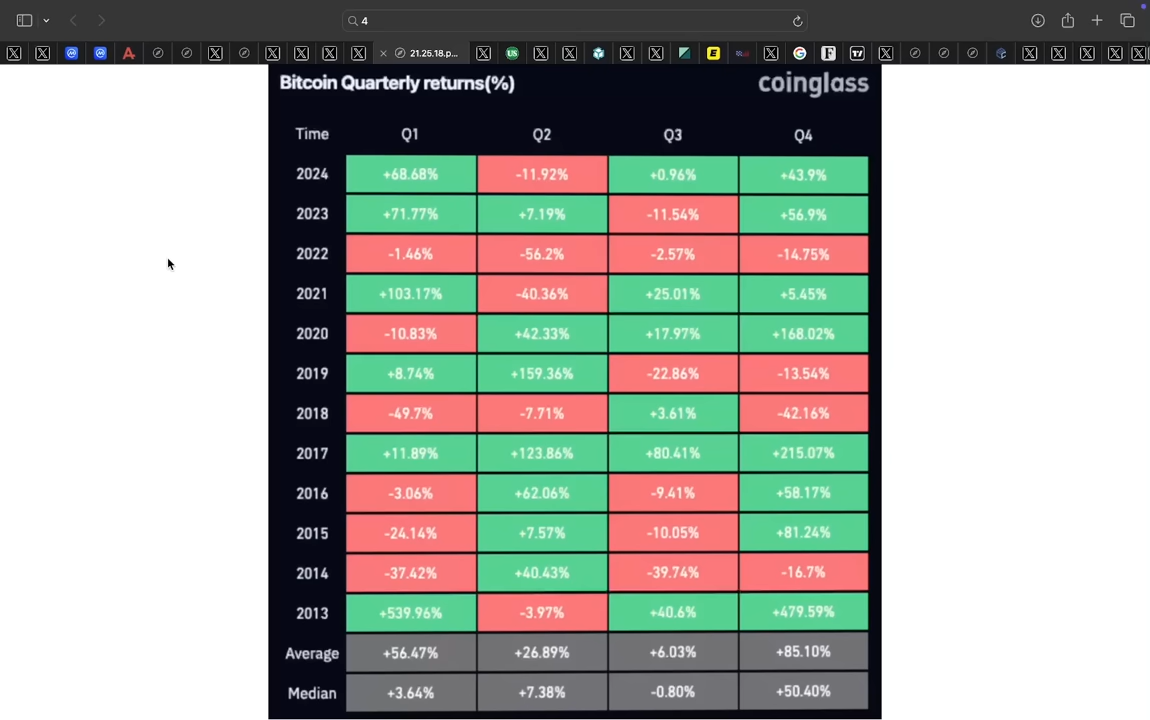 4
21.25.18.p...
Bitcoin Quarterly returns(%) coinglass
Time Q1 Q2 Q3 Q4
2024 +68.68% -11.92% +0.96% +43.9%
2023 +71.77% +7.19% -11.54% +56.9%
2022 -1.46% -56.2% -2.57% -14.75%
2021 +103.17% -40.36% +25.01% +5.45%
2020 -10.83% +42.33% +17.97% +168.02%
2019 +8.74% +159.36% -22.86% -13.54%
2018 -49.7% -7.71% +3.61% -42.16%
2017 +11.89% +123.86% +80.41% +215.07%
2016 -3.06% +62.06% -9.41% +58.17%
2015 -24.14% +7.57% -10.05% +81.24%
2014 -37.42% +40.43% -39.74% -16.7%
2013 +539.96% -3.97% +40.6% +479.59%
Average +56.47% +26.89% +6.03% +85.10%
Median +3.64% +7.38% -0.80% +50.40%